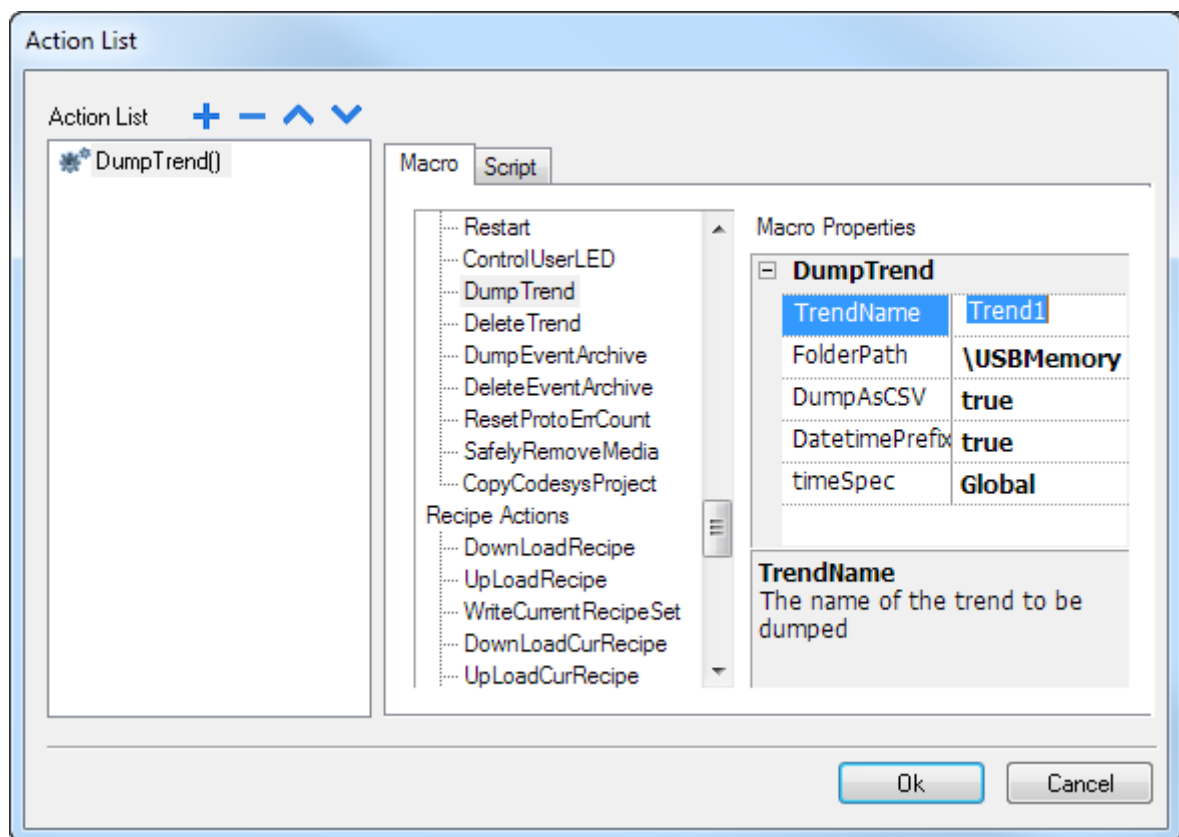 Action List
Action List
DumpTrend()
Macro
Script
Restart
ControlUserLED
DumpTrend
DeleteTrend
DumpEventArchive
DeleteEventArchive
ResetProtoErrCount
SafelyRemoveMedia
CopyCodesysProject
Recipe Actions
DownLoadRecipe
UpLoadRecipe
WriteCurrentRecipeSet
DownLoadCurRecipe
UpLoadCurRecipe
Macro Properties
DumpTrend
TrendName Trend1
FolderPath \USBMemory
DumpAsCSV true
DatetimePrefix true
timeSpec Global
TrendName
The name of the trend to be
dumped
Ok Cancel